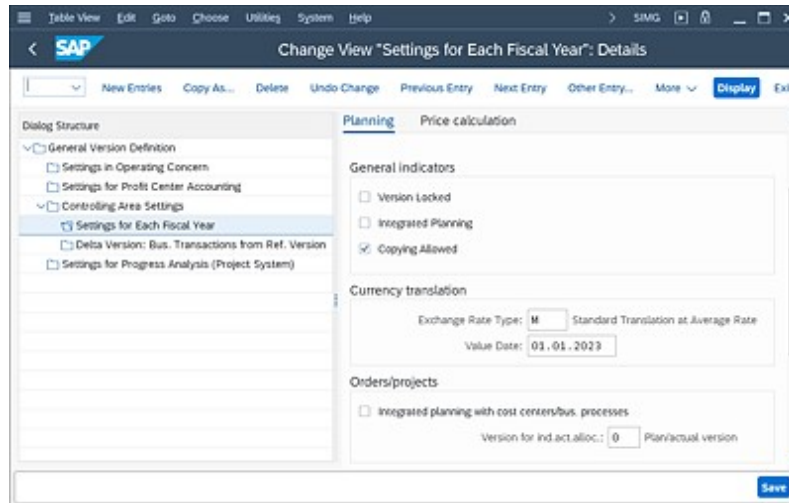 Table View Edit Goto Choose Utilities System Help SIMG
SAP Change View "Settings for Each Fiscal Year": Details
New Entries Copy As... Delete Undo Change Previous Entry Next Entry Other Entry... More Display Exi
Dialog Structure
General Version Definition
Settings in Operating Concern
Settings for Profit Center Accounting
Controlling Area Settings
Settings for Each Fiscal Year
Delta Version: Bus. Transactions from Ref. Version
Settings for Progress Analysis (Project System)
Planning Price calculation
General indicators
Version Locked
Integrated Planning
Copying Allowed
Currency translation
Exchange Rate Type: M Standard Translation at Average Rate
Value Date: 01.01.2023
Orders/projects
Integrated planning with cost centers/bus. processes
Version for ind.act.alloc.: 0 Plan/actual version
Save